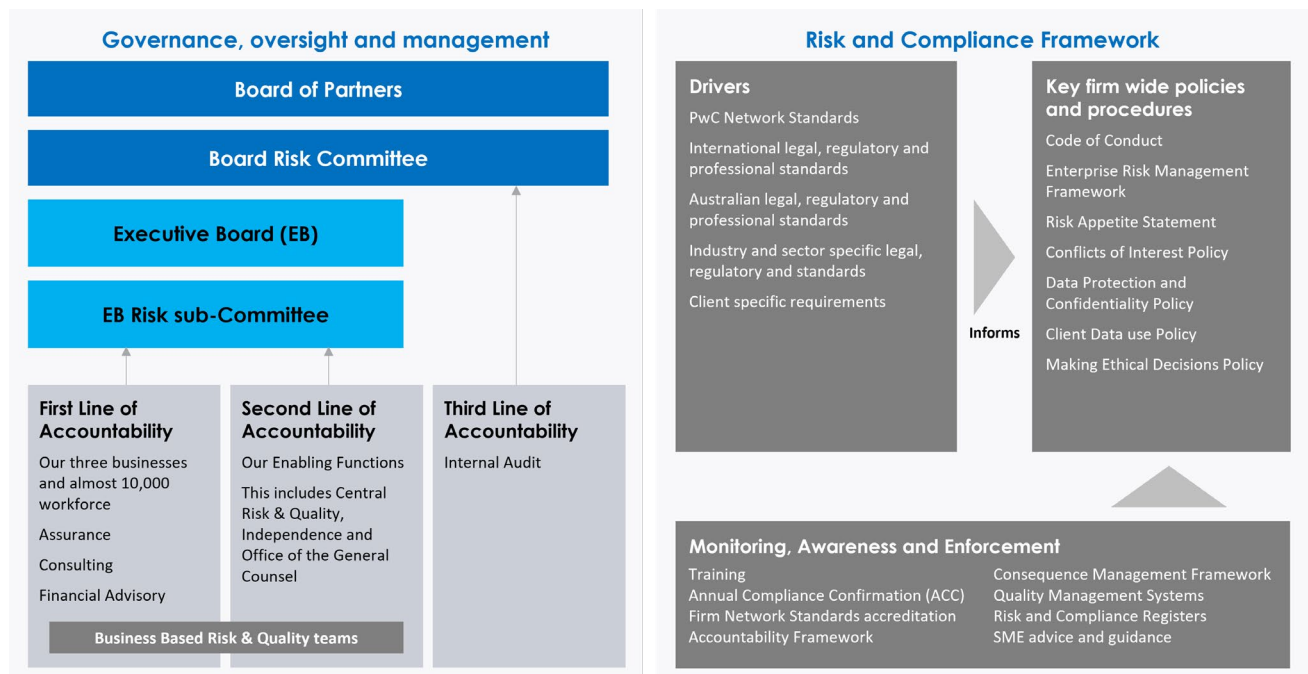 Governance, oversight and management
Board of Partners
Board Risk Committee
Executive Board (EB)
EB Risk sub-Committee
First Line of
Accountability
Our three businesses
and almost 10,000
workforce
Assurance
Consulting
Financial Advisory
Second Line of
Accountability
Our Enabling Functions
This includes Central
Risk & Quality,
Independence and
Office of the General
Counsel
Business Based Risk & Quality teams
Third Line of
Accountability
Internal Audit
Risk and Compliance Framework
Drivers
PwC Network Standards
International legal, regulatory and
professional standards
Australian legal, regulatory and
professional standards
Industry and sector specific legal,
regulatory and standards
Client specific requirements
Informs
Key firm wide policies
and procedures
Code of Conduct
Enterprise Risk Management
Framework
Risk Appetite Statement
Conflicts of Interest Policy
Data Protection and
Confidentiality Policy
Client Data use Policy
Making Ethical Decisions Policy
Monitoring, Awareness and Enforcement
Training
Annual Compliance Confirmation (ACC)
Firm Network Standards accreditation
Accountability Framework
Consequence Management Framework
Quality Management Systems
Risk and Compliance Registers
SME advice and guidance